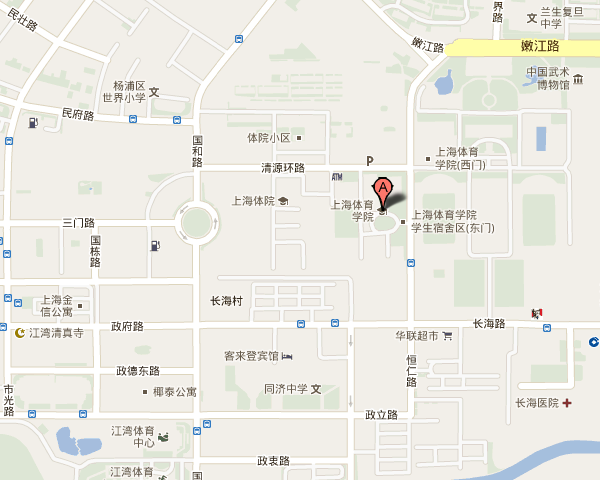 民壮路
界路
兰生复旦
中学
嫩江路
嫩江路
杨浦区
世界小学
中国武术
博物馆
民府路
国和路
体院小区
P
上海体育
学院(西门)
清源环路
ATM
A
上海体院
上海体育
学院
上海体育学院
学生宿舍区(东门)
三门路
国栋路
上海金
信公寓
长海村
江湾清真寺
政府路
长海路
华联超市
客来登宾馆
恒仁路
政德东路
市光路
椰泰公寓
同济中学
长海医院
政立路
江湾体育
中心
政衷路
江湾体育
国